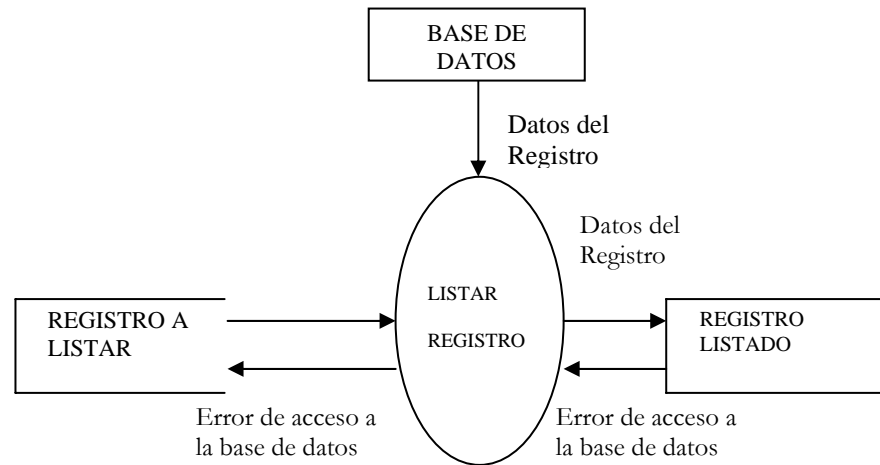 BASE DE
DATOS
Datos del
Registro
Datos del
Registro
LISTAR
REGISTRO
REGISTRO A
LISTAR
REGISTRO
LISTADO
Error de acceso a
la base de datos
Error de acceso a
la base de datos